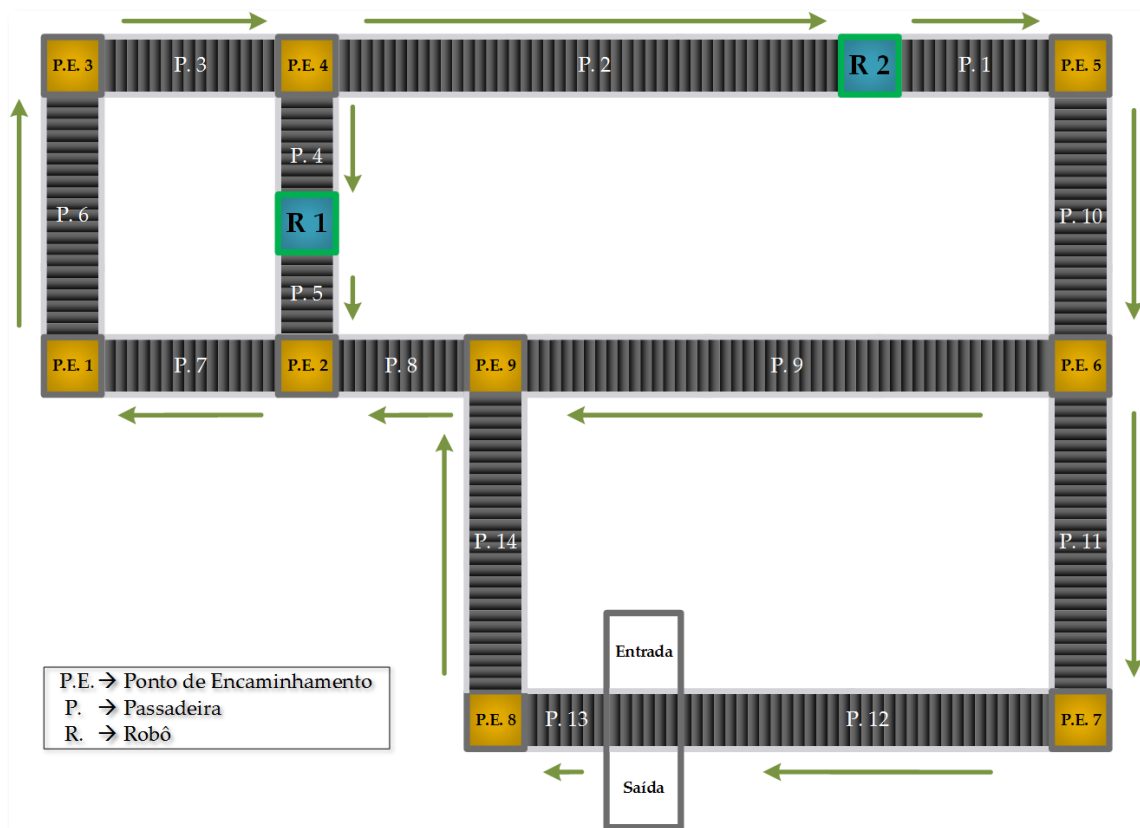 P.E. 3
P. 3
P.E. 4
P. 2
R 2
P. 1
P.E. 5
P. 4
P. 6
R 1
P. 10
P. 5
P.E. 1
P. 7
P.E. 2
P. 8
P.E. 9
P. 9
P.E. 6
P. 14
P. 11
Entrada
P.E. → Ponto de Encaminhamento
P. → Passadeira
R. → Robô
P.E. 8
P. 13
P. 12
P.E. 7
Saída